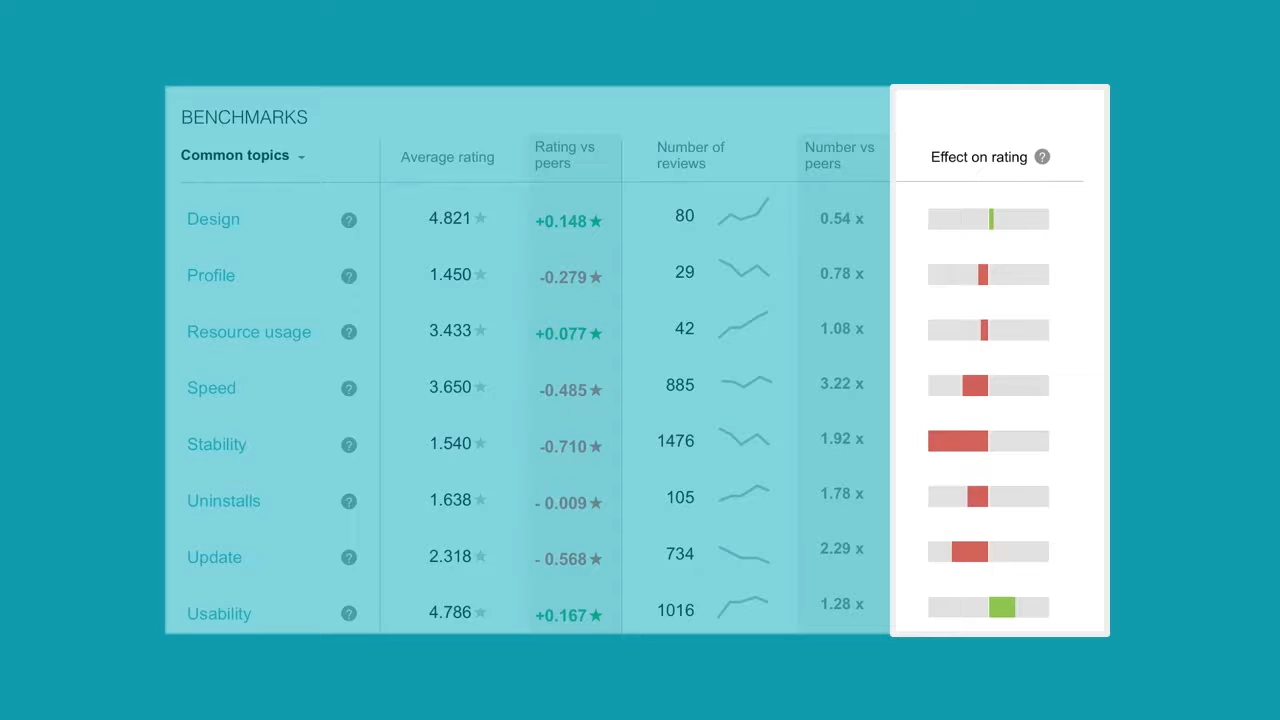 BENCHMARKS
Common topics Average rating Rating vs peers Number of reviews Number vs peers Effect on rating ?
Design ? 4.821★ +0.148★ 80 0.54 x
Profile ? 1.450★ -0.279★ 29 0.78 x
Resource usage ? 3.433★ +0.077★ 42 1.08 x
Speed ? 3.650★ -0.485★ 885 3.22 x
Stability ? 1.540★ -0.710★ 1476 1.92 x
Uninstalls ? 1.638★ - 0.009★ 105 1.78 x
Update ? 2.318★ - 0.568★ 734 2.29 x
Usability ? 4.786★ +0.167★ 1016 1.28 x